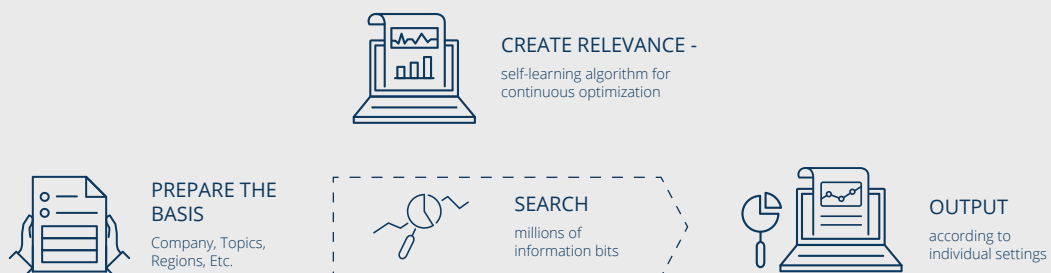 CREATE RELEVANCE -
self-learning algorithm for
continuous optimization
PREPARE THE
BASIS
Company, Topics,
Regions, Etc.
SEARCH
millions of
information bits
OUTPUT
according to
individual settings